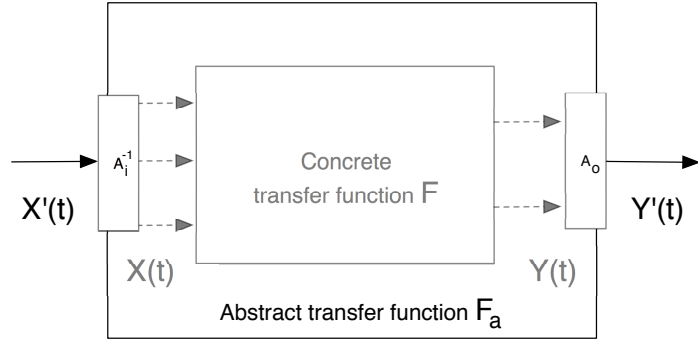 A_i^-1
Concrete
transfer function F
A_o
X'(t)
Y'(t)
X(t)
Y(t)
Abstract transfer function F_a